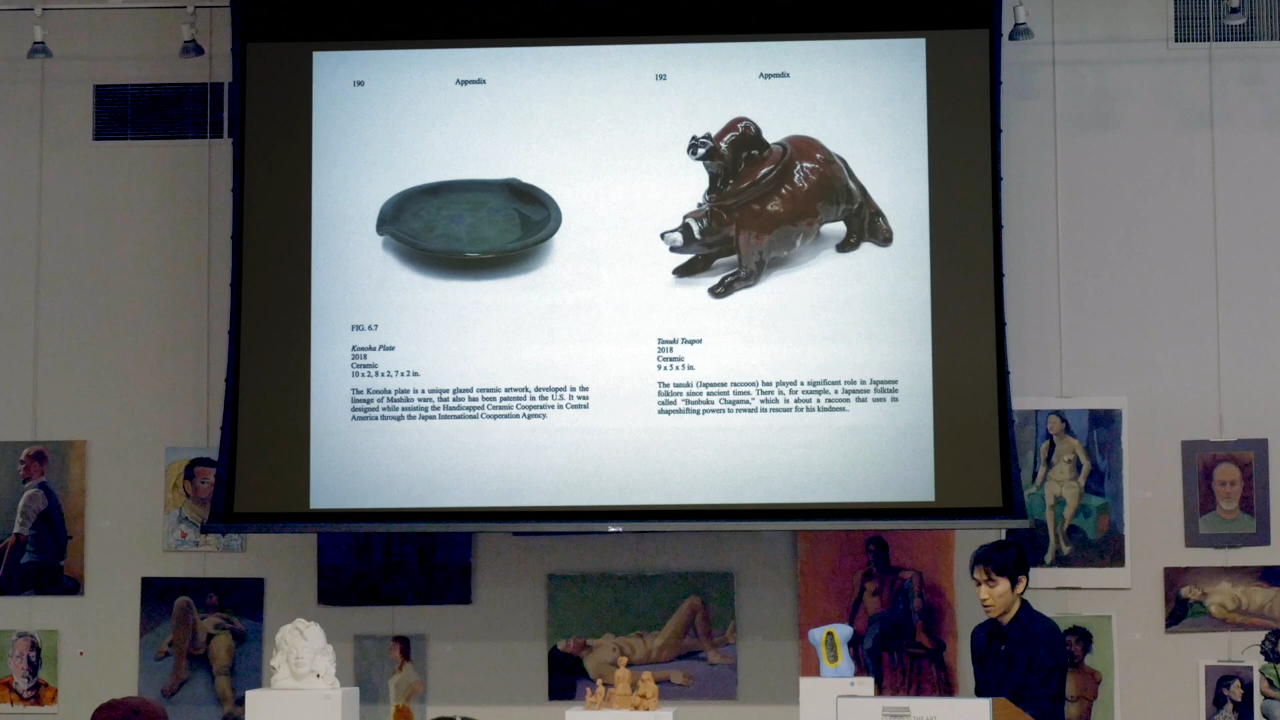 190 Appendix
FIG. 6.7
Konoha Plate
2018
Ceramic
10 x 2, 8 x 2, 7 x 2 in.
The Konoha plate is a unique glazed ceramic artwork, developed in the
lineage of Mashiko ware, that also has been patented in the U.S. It was
designed while assisting the Handicapped Ceramic Cooperative in Central
America through the Japan International Cooperation Agency.
192 Appendix
Tanuki Teapot
2018
Ceramic
9 x 5 x 5 in.
The tanuki (Japanese raccoon) has played a significant role in Japanese
folklore since ancient times. There is, for example, a Japanese folktale
called "Bunbuku Chagama," which is about a raccoon that uses its
shapeshifting powers to reward its rescuer for his kindness..
THE ART